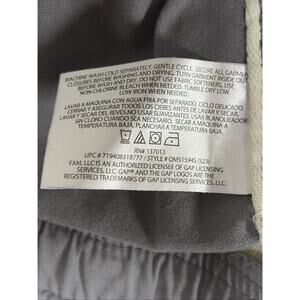 MACHINE WASH COLD SEPARATELY, GENTLE CYCLE. SECURE ALL GARMENT
CLOSURES BEFORE WASHING AND DRYING. TURN GARMENT INSIDE OUT
BEFORE WASHING AND DRYING. DO NOT USE FABRIC SOFTENERS. USE
NON-CHLORINE BLEACH WHEN NEEDED. TUMBLE DRY LOW
LOW IRON WHEN NEEDED
LAVAR A MAQUINA CON AGUA FRIA POR SEPARADO, CICLO DELICADO.
CERRAR Y ASEGURAR TODOS LOS CIERRES ANTES DE LAVAR Y SECAR.
LAVAR Y SECAR DEL REVES. NO USAR SUAVIZANTES. USAR BLANQUEADOR
SIN CLORO CUANDO SEA NECESARIO. SECAR A MAQUINA A
TEMPERATURA BAJA. PLANCHAR A TEMPERATURA BAJA
RN# 137013
UPC # 719408318777 / STYLE # QM515945 (S23)
FAM, LLC IS AN AUTHORIZED LICENSEE OF GAP LICENSING
SERVICES, LLC. GAP® AND THE GAP LOGOS ARE THE
REGISTERED TRADEMARKS OF GAP LICENSING SERVICES, LLC.